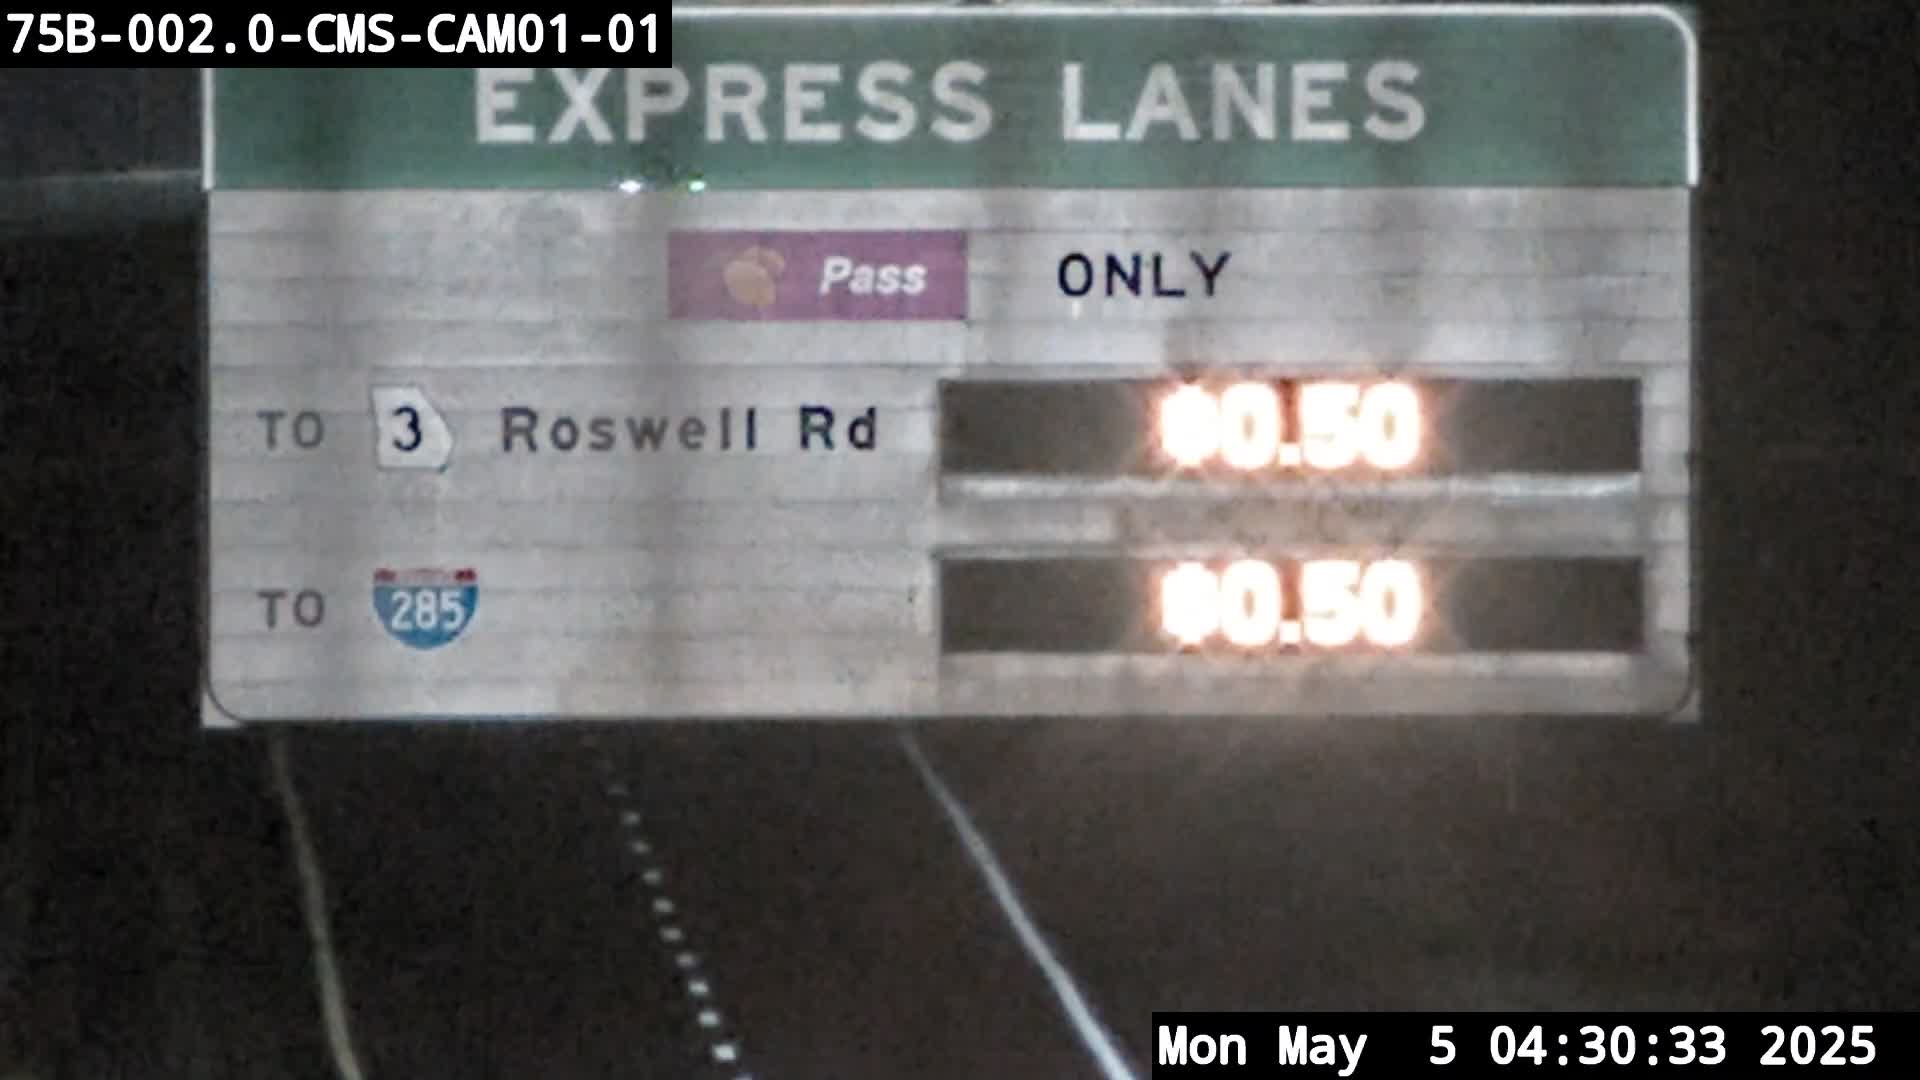 75B-002.0-CMS-CAM01-01
EXPRESS LANES
Pass ONLY
TO 3 Roswell Rd $0.50
TO 285 $0.50
Mon May 5 04:30:33 2025